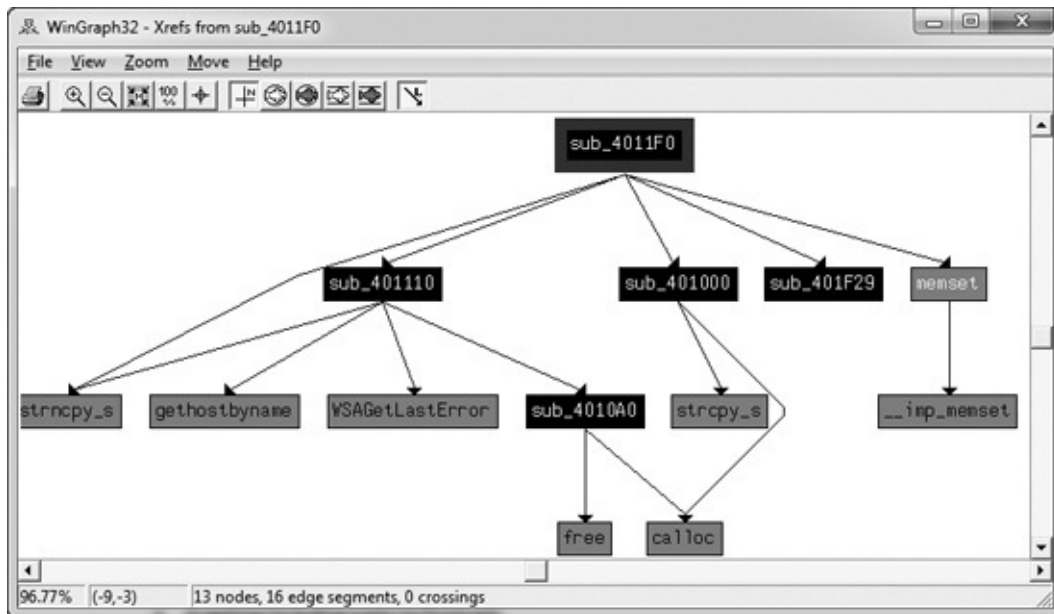 WinGraph32 - Xrefs from sub_4011F0
File View Zoom Move Help
100
%
N
sub_4011F0
sub_401110 sub_401000 sub_401F29 memset
strncpy_s gethostbyname WSAGetLastError sub_4010A0 strcpy_s __imp_memset
free calloc
96.77% (-9,-3) 13 nodes, 16 edge segments, 0 crossings